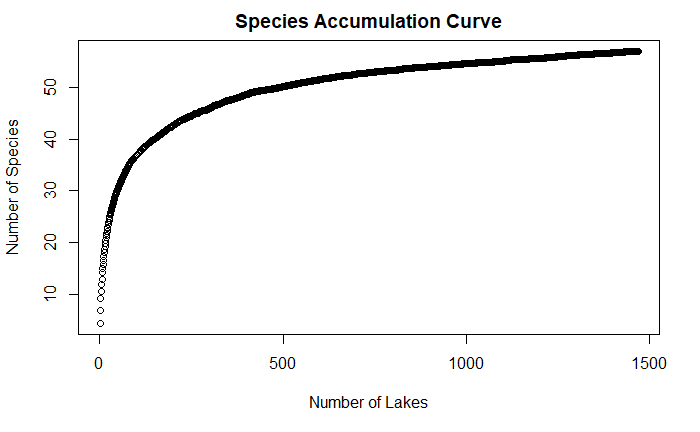 Species Accumulation Curve
Number of Species
50
40
30
20
10
0 500 1000 1500
Number of Lakes